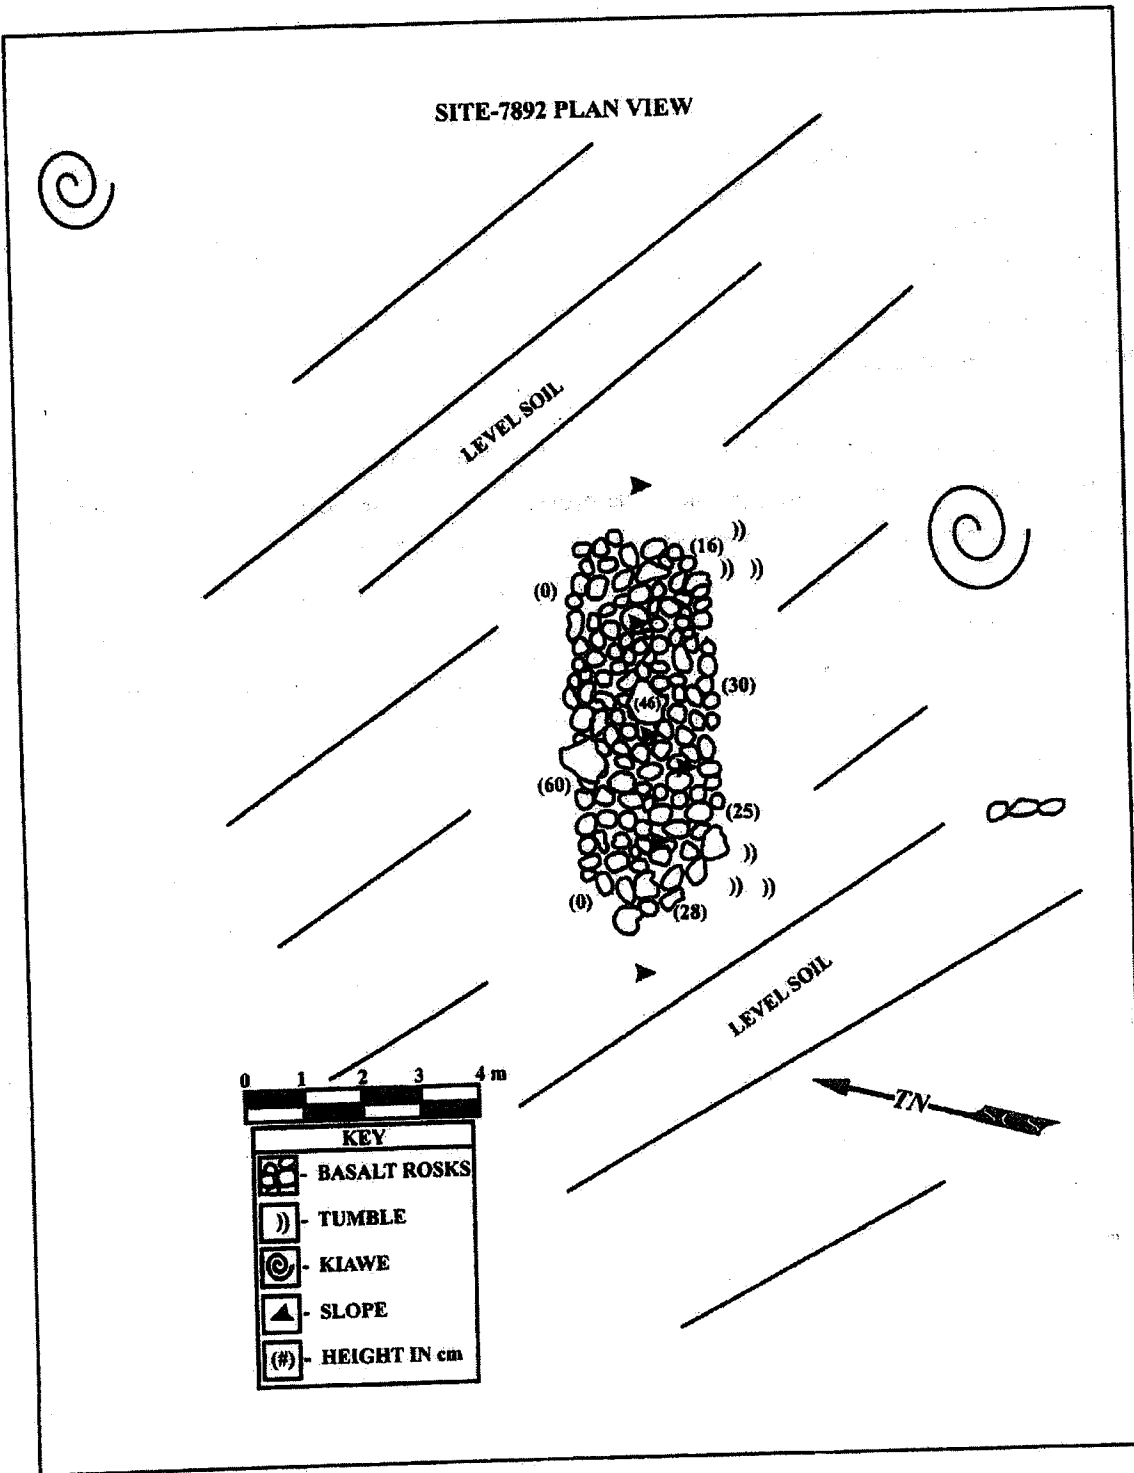 SITE-7892 PLAN VIEW
LEVEL SOIL
(16)
(0)
(30)
(46)
(60)
(25)
(0)
(28)
LEVEL SOIL
0 1 2 3 4 m
TN
KEY
- BASALT ROSKS
)) - TUMBLE
- KIAWE
- SLOPE
(#) - HEIGHT IN cm